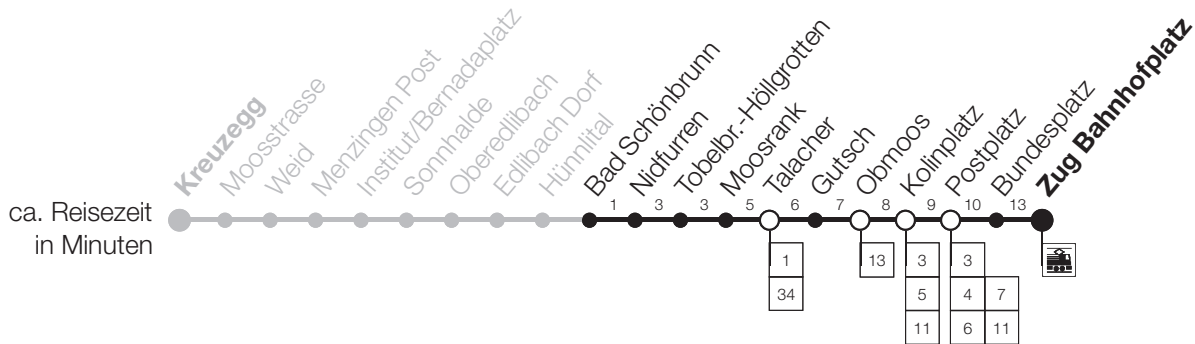 Kreuzegg
Moosstrasse
Weid
Menzingen Post
Institut/Bernadaplatz
Sonnhalde
Oberedlibach
Edlibach Dorf
Hünnlital
Bad Schönbrunn
Nidfurren
Tobelbr.-Höllgrotten
Moosrank
Talacher
Gutsch
Obmoos
Kolinplatz
Postplatz
Bundesplatz
Zug Bahnhofplatz
ca. Reisezeit
in Minuten
1 3 3 5 6 7 8 9 10 13
1 13 3 3
34 5 4 7
11 6 11